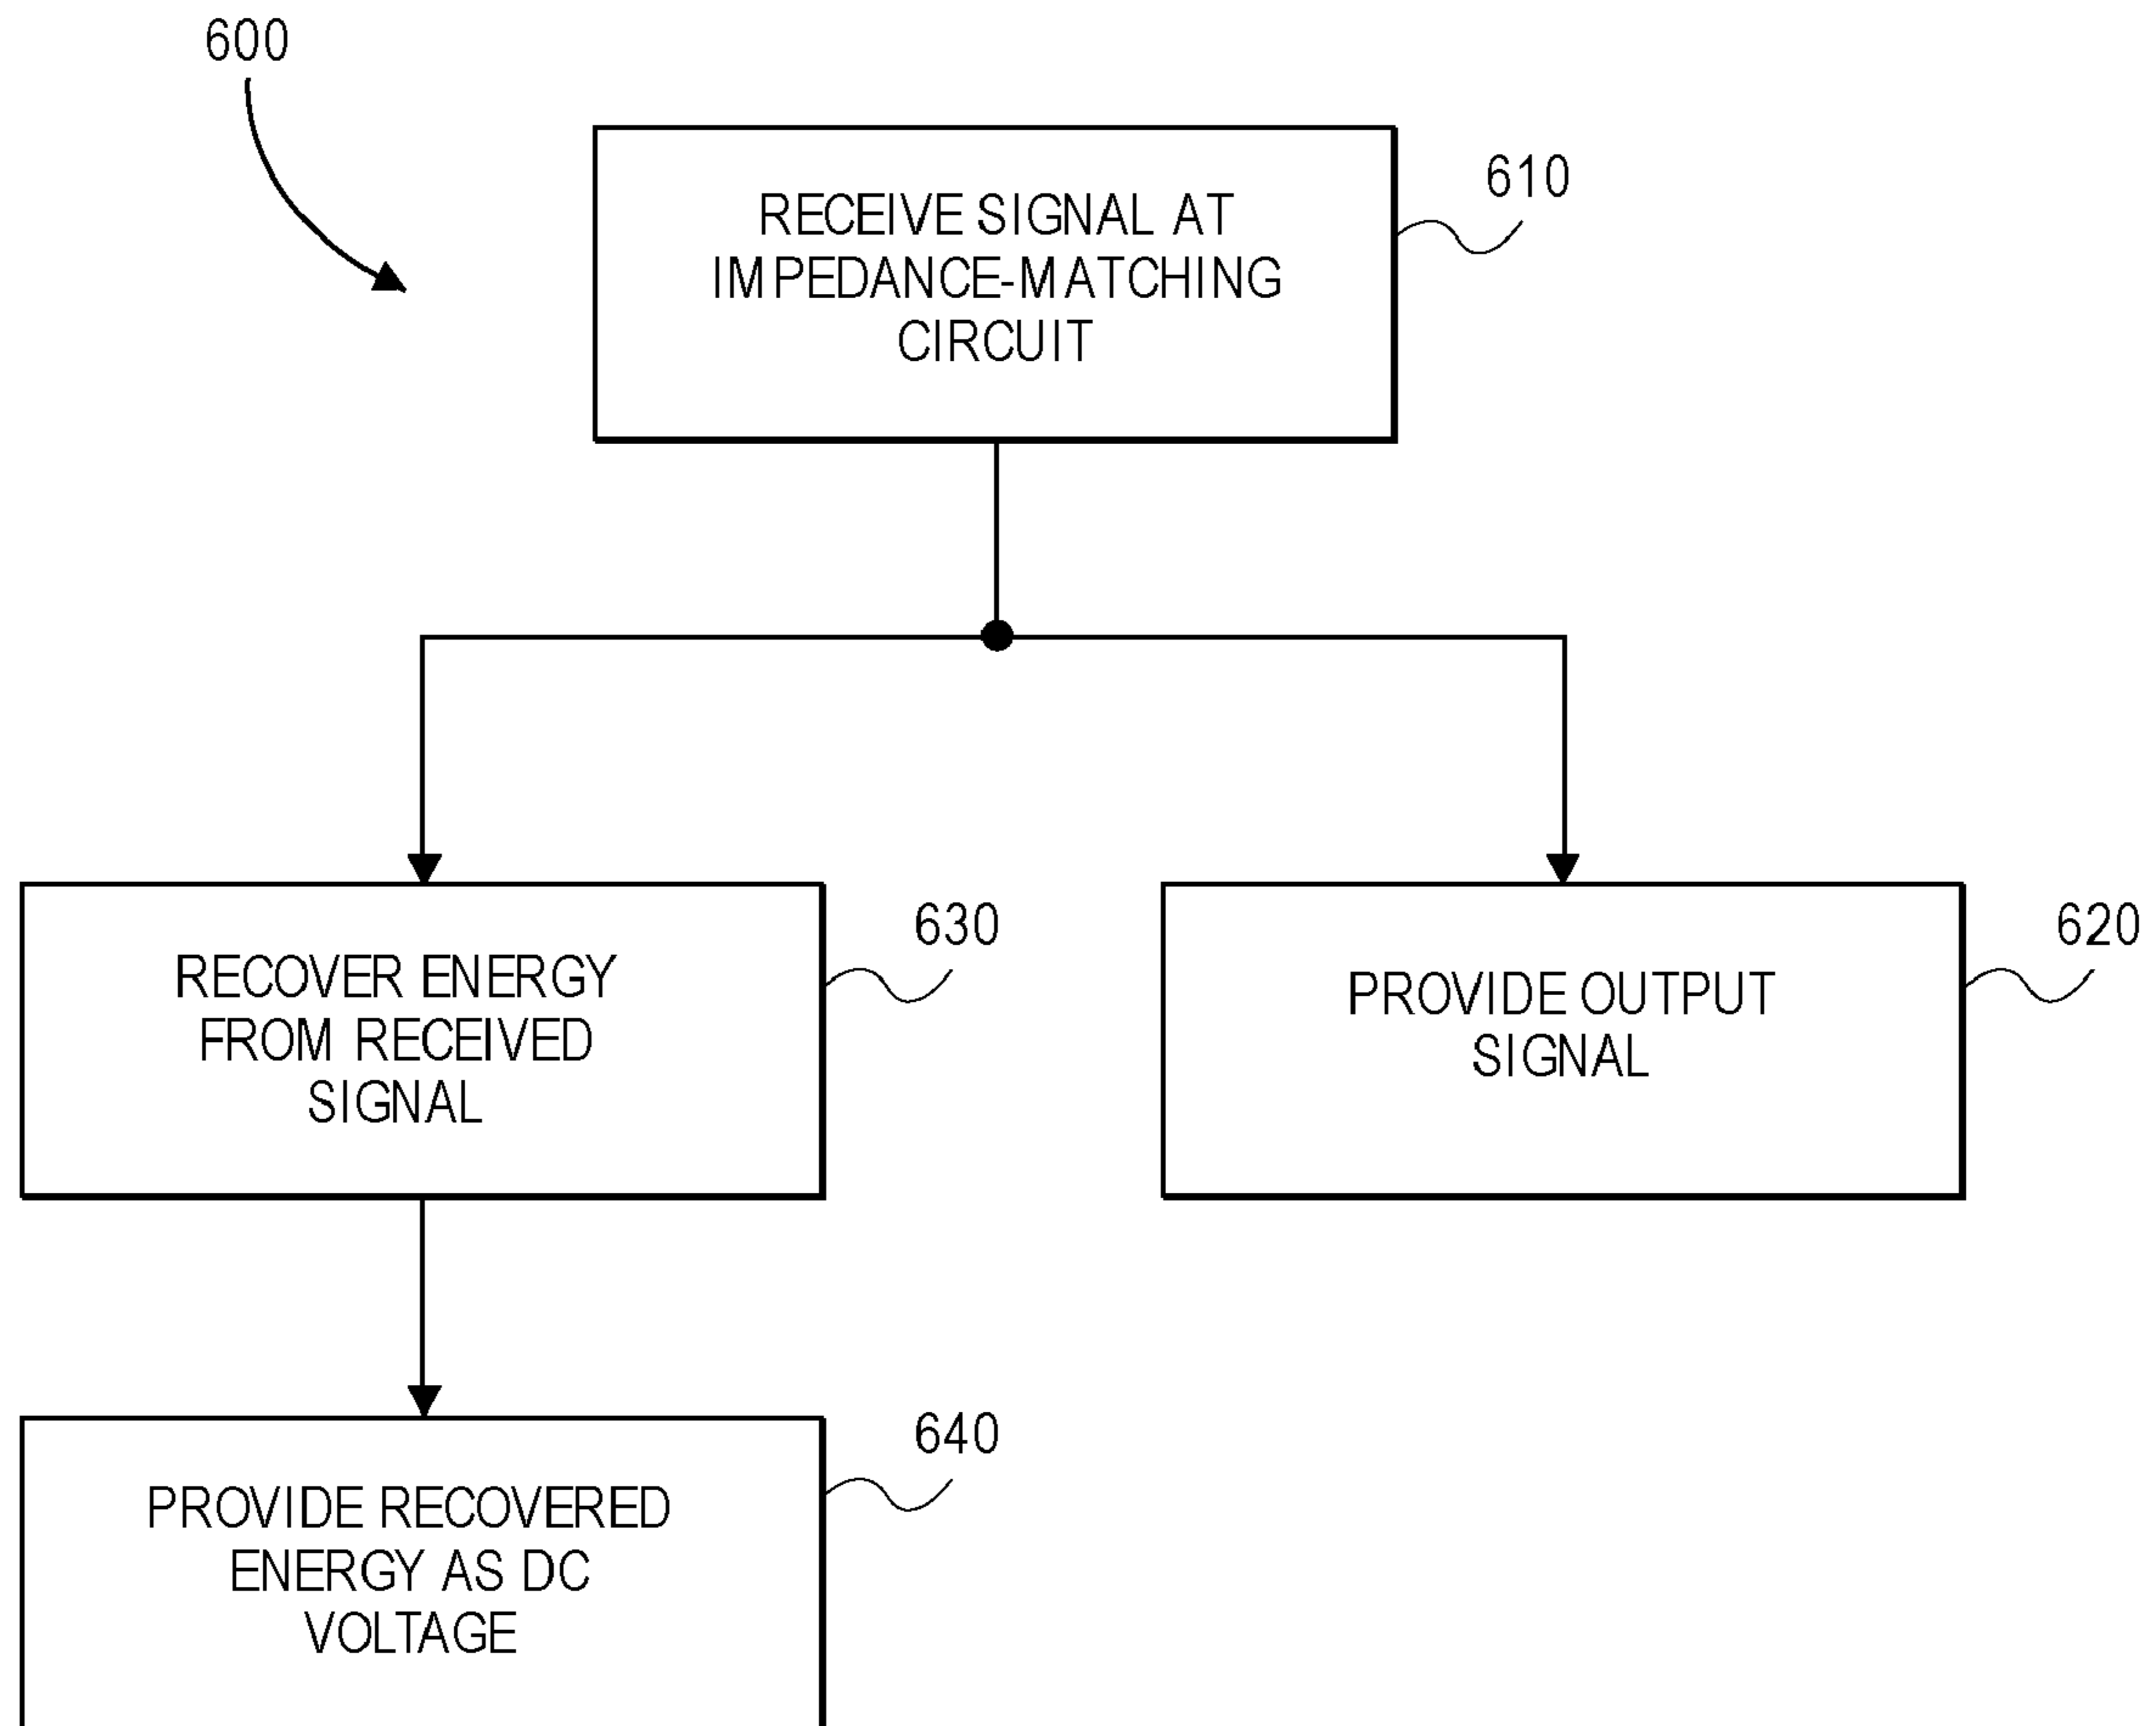 600
RECEIVE SIGNAL AT
IMPEDANCE-MATCHING
CIRCUIT
610
RECOVER ENERGY
FROM RECEIVED
SIGNAL
630
PROVIDE OUTPUT
SIGNAL
620
PROVIDE RECOVERED
ENERGY AS DC
VOLTAGE
640